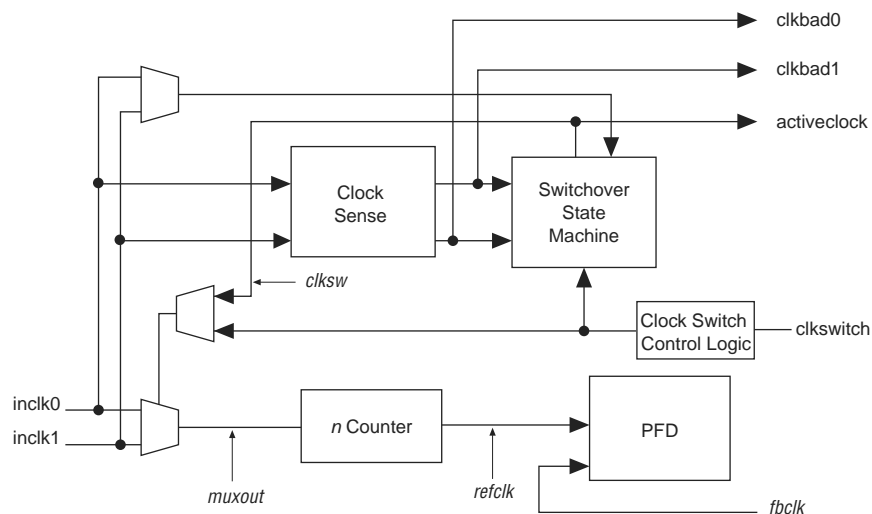 clkbad0
clkbad1
activeclock
Clock
Sense
Switchover
State
Machine
clksw
Clock Switch
Control Logic
clkswitch
inclk0
inclk1
n Counter
PFD
muxout
refclk
fbclk